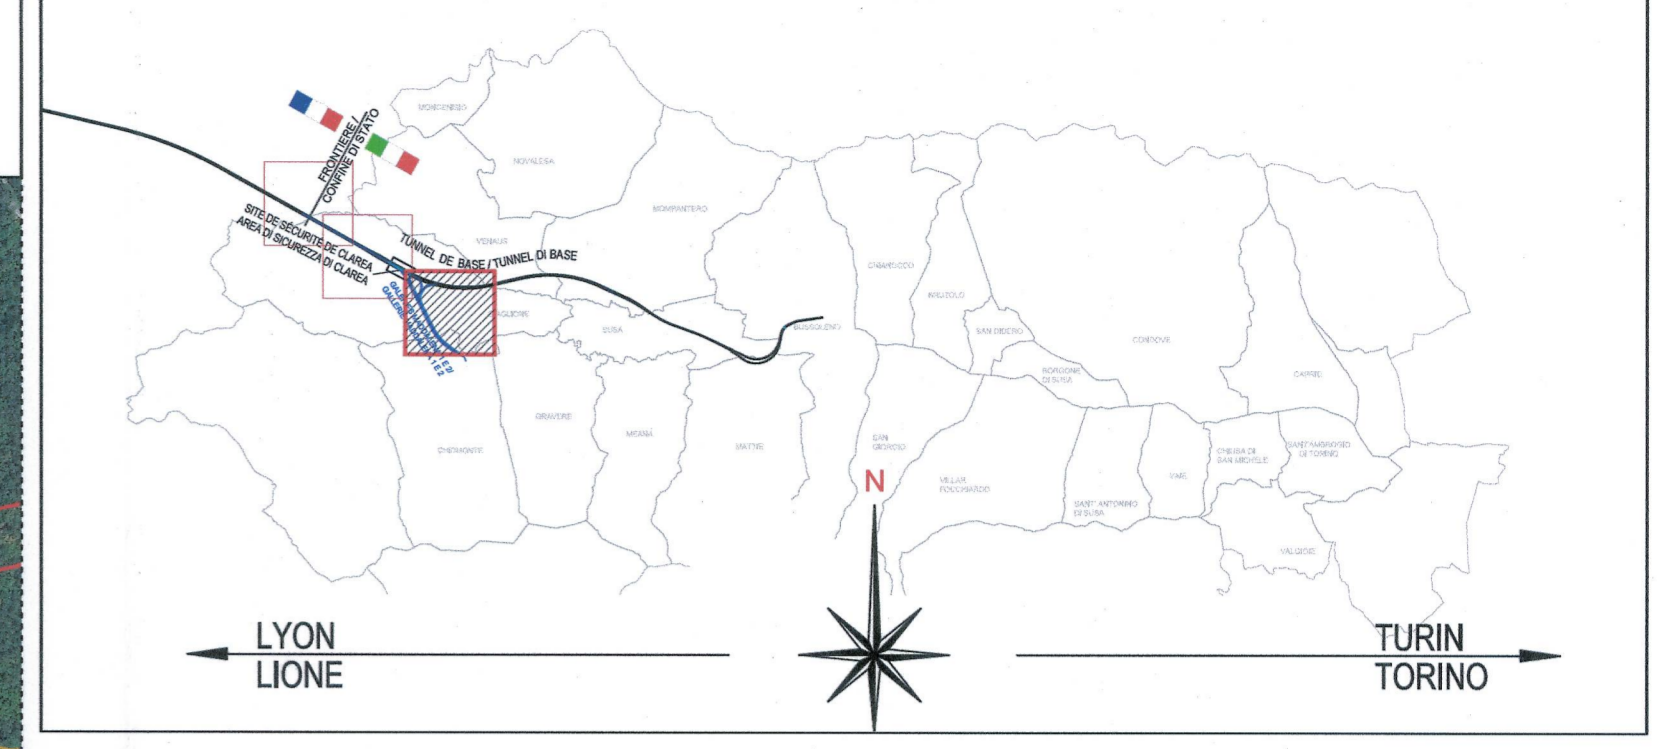 MONCENISIO
FRONTIERE /
CONFINE DI STATO
NOVALESA
MOMPANTERO
SITE DE SÉCURITÉ DE CLAREA
AREA DI SICUREZZA DI CLAREA
TUNNEL DE BASE / TUNNEL DI BASE
VENAUS
CHIANOCCO
BRUZOLO
SAN DIDERO
SUSA
BUSSOLENO
CONDOVE
BORGONE
DI SUSA
CAPRIE
GRAVERE
MEANA
CHIOMONTE
MATTIE
SAN
GIORGIO
VILLAR
FOCCHIARDO
SANT'ANTONINO
DI SUSA
VAIE
CHIUSA DI
SAN MICHELE
SANT'AMBROGIO
DI TORINO
VALGIOIE
N
LYON
LIONE
TURIN
TORINO